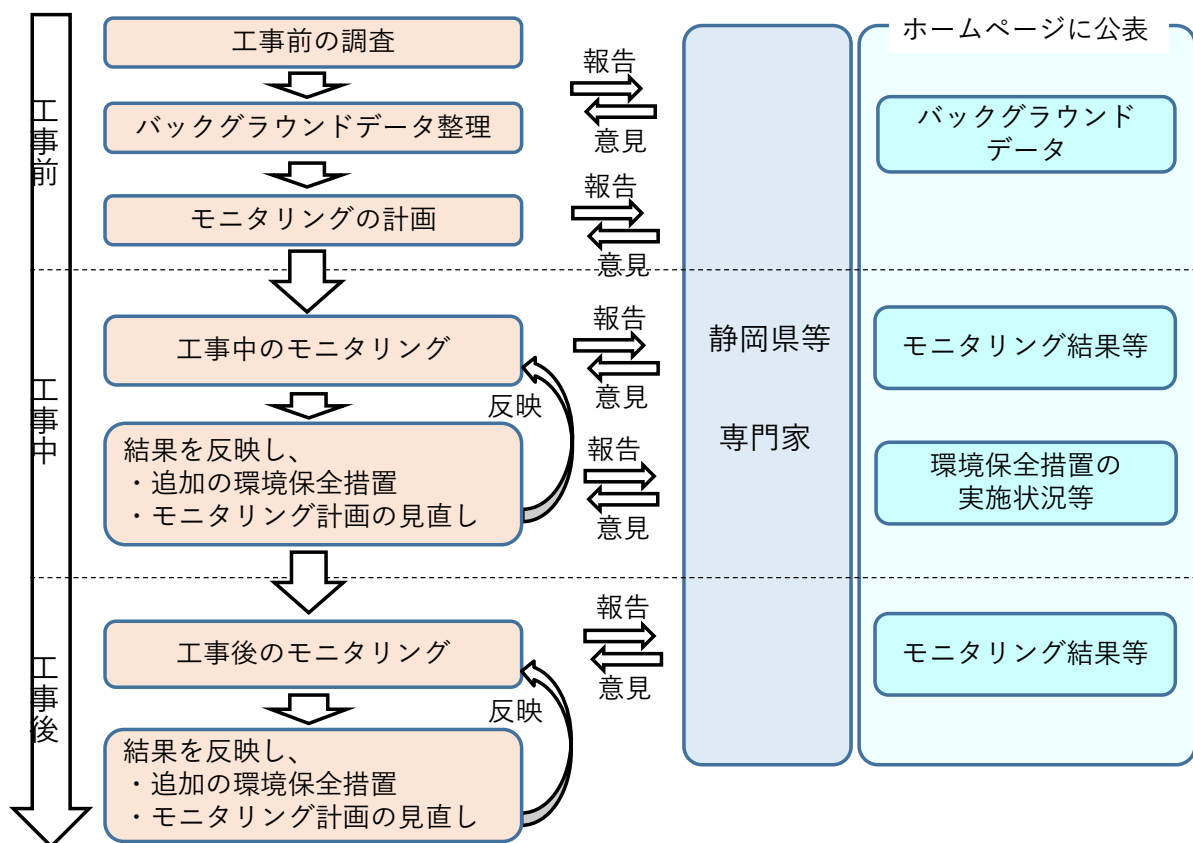 工事前
工事前の調査
バックグラウンドデータ整理
モニタリングの計画
報告
意見
報告
意見
工事中
工事中のモニタリング
反映
結果を反映し、
・追加の環境保全措置
・モニタリング計画の見直し
報告
意見
報告
意見
工事後
工事後のモニタリング
反映
結果を反映し、
・追加の環境保全措置
・モニタリング計画の見直し
報告
意見
静岡県等
専門家
ホームページに公表
バックグラウンド
データ
モニタリング結果等
環境保全措置の
実施状況等
モニタリング結果等